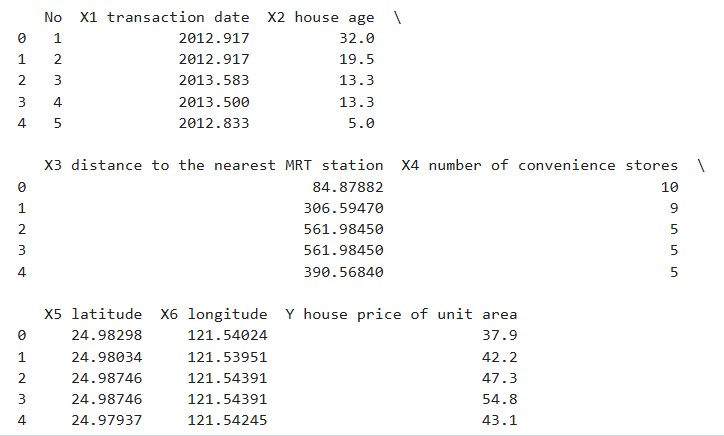 No X1 transaction date X2 house age \
0 1 2012.917 32.0
1 2 2012.917 19.5
2 3 2013.583 13.3
3 4 2013.500 13.3
4 5 2012.833 5.0
X3 distance to the nearest MRT station X4 number of convenience stores \
0 84.87882 10
1 306.59470 9
2 561.98450 5
3 561.98450 5
4 390.56840 5
X5 latitude X6 longitude Y house price of unit area
0 24.98298 121.54024 37.9
1 24.98034 121.53951 42.2
2 24.98746 121.54391 47.3
3 24.98746 121.54391 54.8
4 24.97937 121.54245 43.1